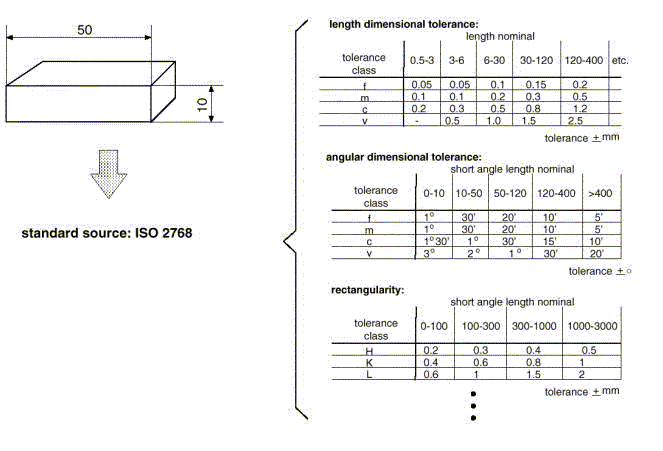 50
10
standard source: ISO 2768
length dimensional tolerance:
length nominal
tolerance class 0.5-3 3-6 6-30 30-120 120-400 etc.
f 0.05 0.05 0.1 0.15 0.2
m 0.1 0.1 0.2 0.3 0.5
c 0.2 0.3 0.5 0.8 1.2
v - 0.5 1.0 1.5 2.5
tolerance ± mm
angular dimensional tolerance:
short angle length nominal
tolerance class 0-10 10-50 50-120 120-400 >400
f 1° 30' 20' 10' 5'
m 1° 30' 20' 10' 5'
c 1°30' 1° 30' 15' 10'
v 3° 2° 1° 30' 20'
tolerance ± °
rectangularity:
short angle length nominal
tolerance class 0-100 100-300 300-1000 1000-3000
H 0.2 0.3 0.4 0.5
K 0.4 0.6 0.8 1
L 0.6 1 1.5 2
tolerance ± mm